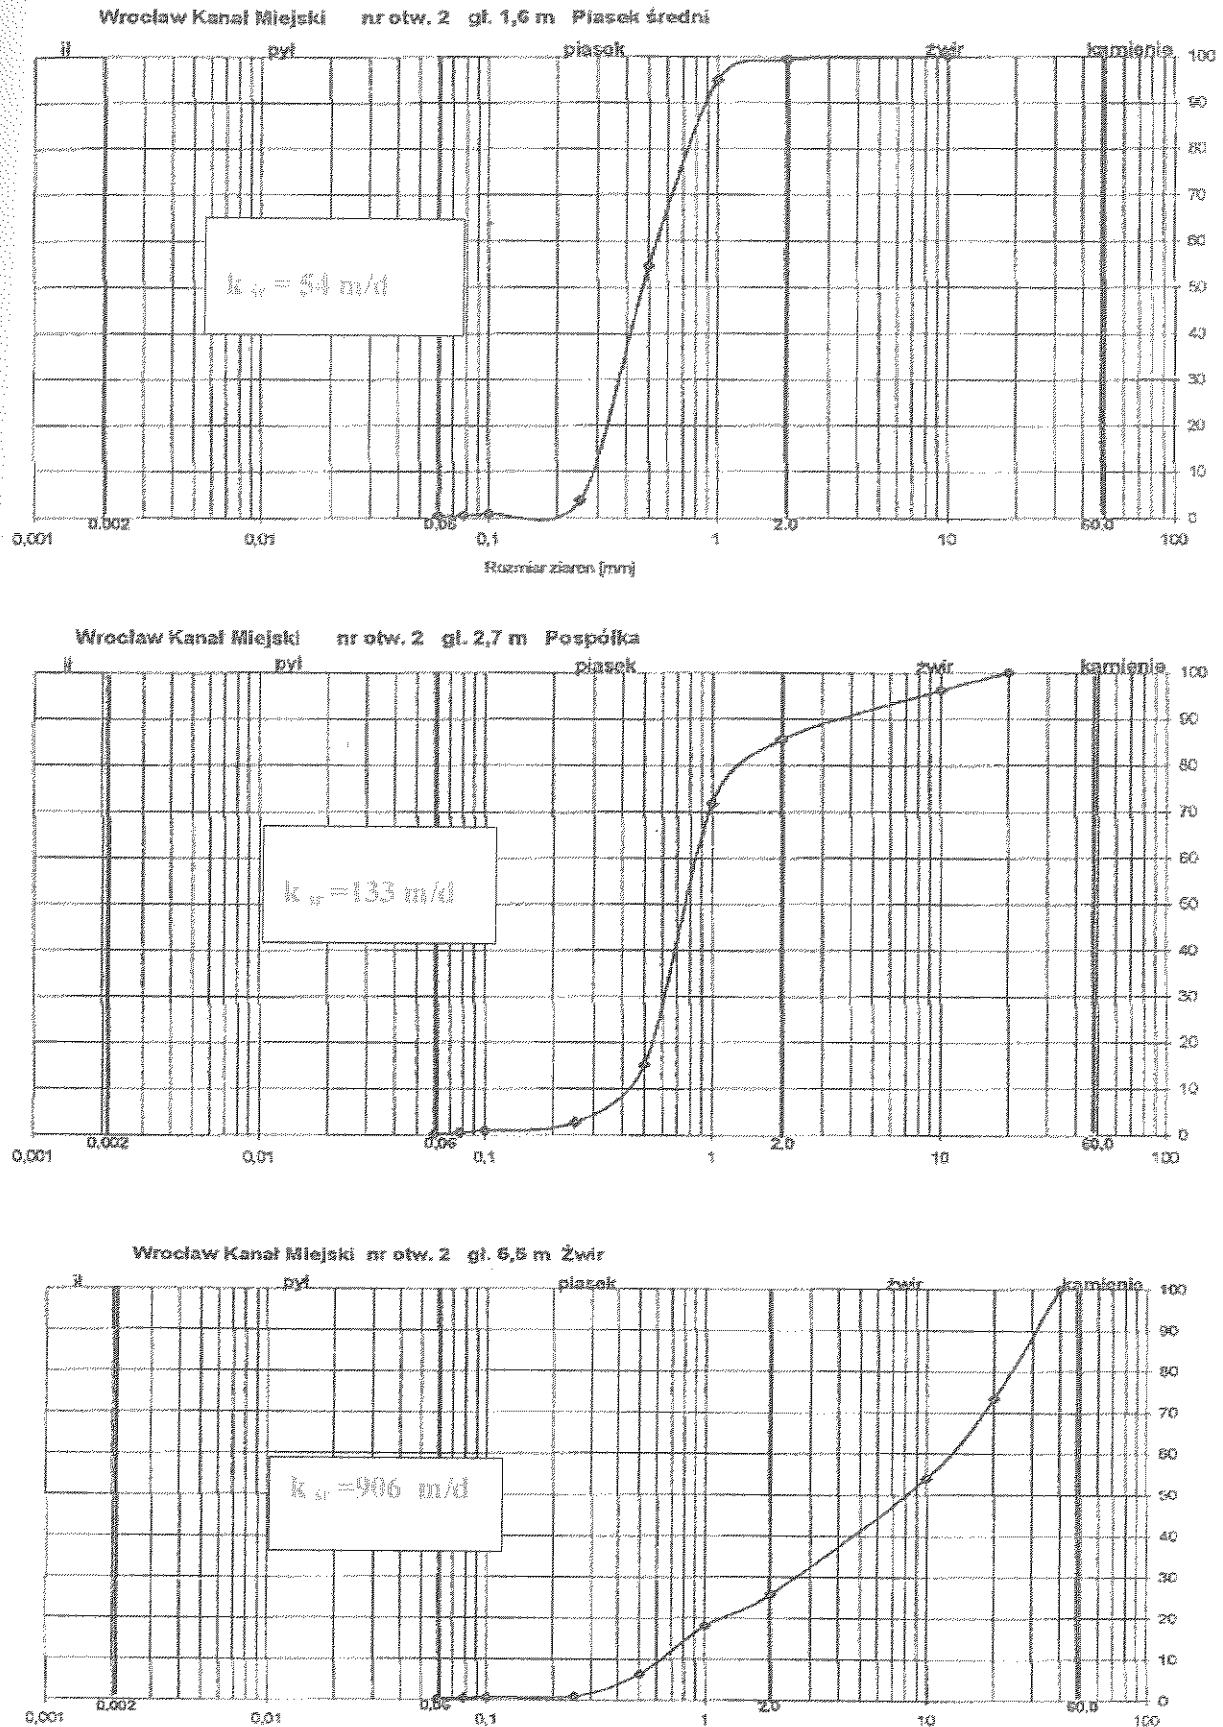 Wrocław Kanał Miejski nr otw. 2 gł. 1,6 m Piasek średni
ił pył piasek żwir kamienie
100
90
80
70
60
50
40
30
20
10
0
k śr = 54 m/d
0.002 0,06 2.0 60.0
0,001 0,01 0,1 1 10 100
Rozmiar ziaren [mm]
Wrocław Kanał Miejski nr otw. 2 gł. 2,7 m Pospółka
ił pył piasek żwir kamienie
100
90
80
70
60
50
40
30
20
10
0
k śr =133 m/d
0.002 0,06 2.0 60,0
0,001 0,01 0,1 1 10 100
Wrocław Kanał Miejski nr otw. 2 gł. 5,5 m Żwir
ił pył piasek żwir kamienie
100
90
80
70
60
50
40
30
20
10
0
k śr =906 m/d
0.002 0,06 2.0 60,0
0,001 0,01 0,1 1 10 100